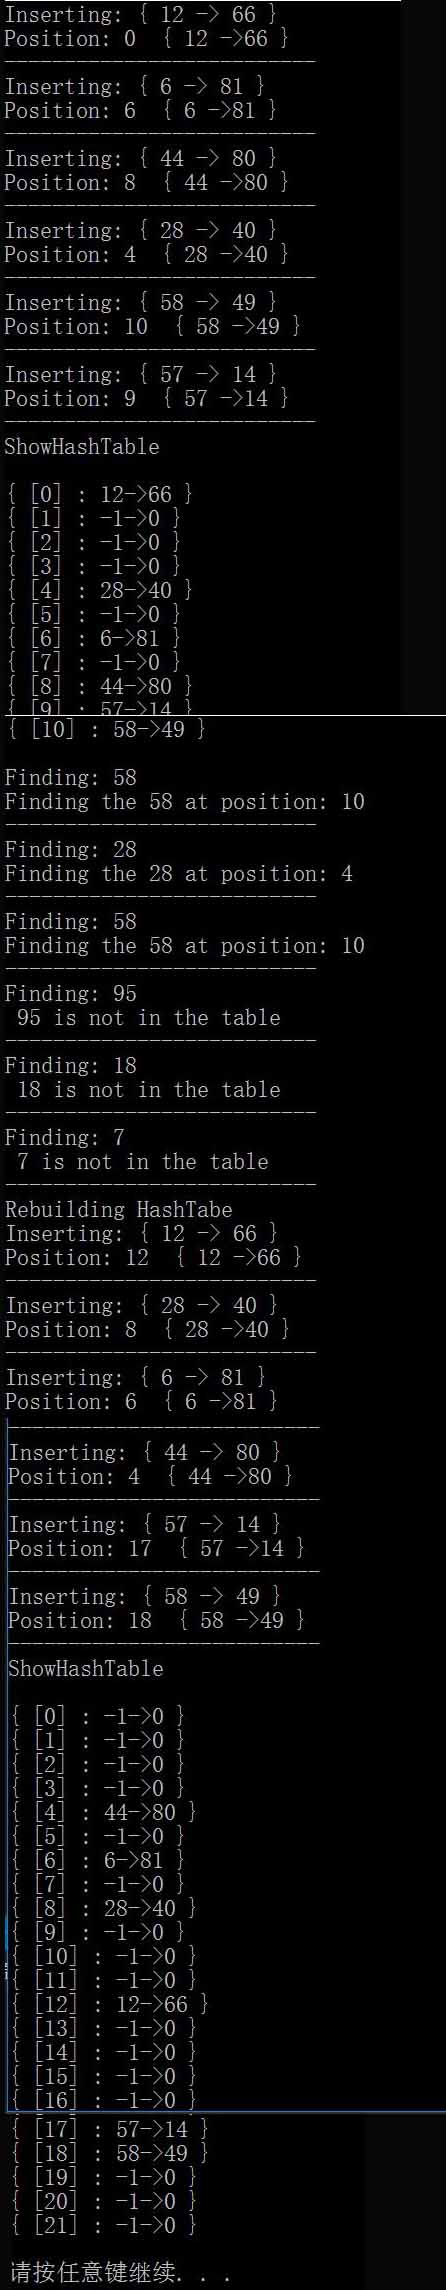 Inserting: { 12 -> 66 }
Position: 0  { 12 ->66 }
--------------------------
Inserting: { 6 -> 81 }
Position: 6  { 6 ->81 }
--------------------------
Inserting: { 44 -> 80 }
Position: 8  { 44 ->80 }
--------------------------
Inserting: { 28 -> 40 }
Position: 4  { 28 ->40 }
--------------------------
Inserting: { 58 -> 49 }
Position: 10  { 58 ->49 }
--------------------------
Inserting: { 57 -> 14 }
Position: 9  { 57 ->14 }
--------------------------
ShowHashTable
{ [0] : 12->66 }
{ [1] : -1->0 }
{ [2] : -1->0 }
{ [3] : -1->0 }
{ [4] : 28->40 }
{ [5] : -1->0 }
{ [6] : 6->81 }
{ [7] : -1->0 }
{ [8] : 44->80 }
{ [9] : 57->14 }
{ [10] : 58->49 }
Finding: 58
Finding the 58 at position: 10
--------------------------
Finding: 28
Finding the 28 at position: 4
--------------------------
Finding: 58
Finding the 58 at position: 10
--------------------------
Finding: 95
 95 is not in the table
--------------------------
Finding: 18
 18 is not in the table
--------------------------
Finding: 7
 7 is not in the table
--------------------------
Rebuilding HashTabe
Inserting: { 12 -> 66 }
Position: 12  { 12 ->66 }
--------------------------
Inserting: { 28 -> 40 }
Position: 8  { 28 ->40 }
--------------------------
Inserting: { 6 -> 81 }
Position: 6  { 6 ->81 }
--------------------------
Inserting: { 44 -> 80 }
Position: 4  { 44 ->80 }
--------------------------
Inserting: { 57 -> 14 }
Position: 17  { 57 ->14 }
--------------------------
Inserting: { 58 -> 49 }
Position: 18  { 58 ->49 }
--------------------------
ShowHashTable
{ [0] : -1->0 }
{ [1] : -1->0 }
{ [2] : -1->0 }
{ [3] : -1->0 }
{ [4] : 44->80 }
{ [5] : -1->0 }
{ [6] : 6->81 }
{ [7] : -1->0 }
{ [8] : 28->40 }
{ [9] : -1->0 }
{ [10] : -1->0 }
{ [11] : -1->0 }
{ [12] : 12->66 }
{ [13] : -1->0 }
{ [14] : -1->0 }
{ [15] : -1->0 }
{ [16] : -1->0 }
{ [17] : 57->14 }
{ [18] : 58->49 }
{ [19] : -1->0 }
{ [20] : -1->0 }
{ [21] : -1->0 }
请按任意键继续. . .